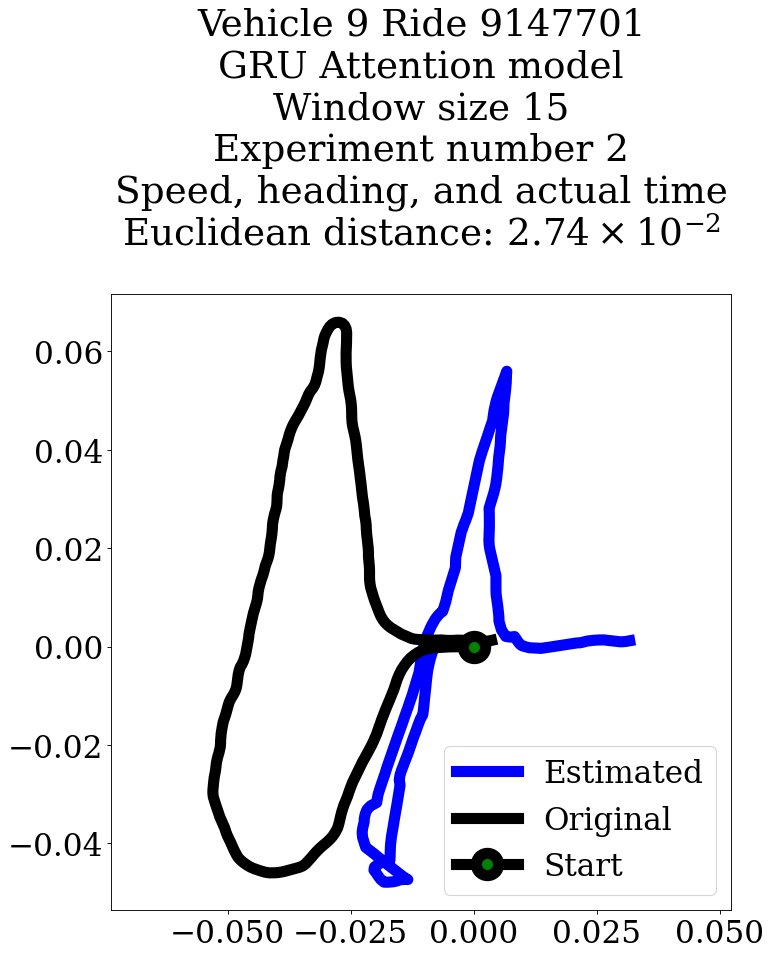 Vehicle 9 Ride 9147701
GRU Attention model
Window size 15
Experiment number 2
Speed, heading, and actual time
Euclidean distance: 2.74 × 10⁻²
0.06
0.04
0.02
0.00
−0.02
−0.04
Estimated
Original
Start
−0.050 −0.025 0.000 0.025 0.050